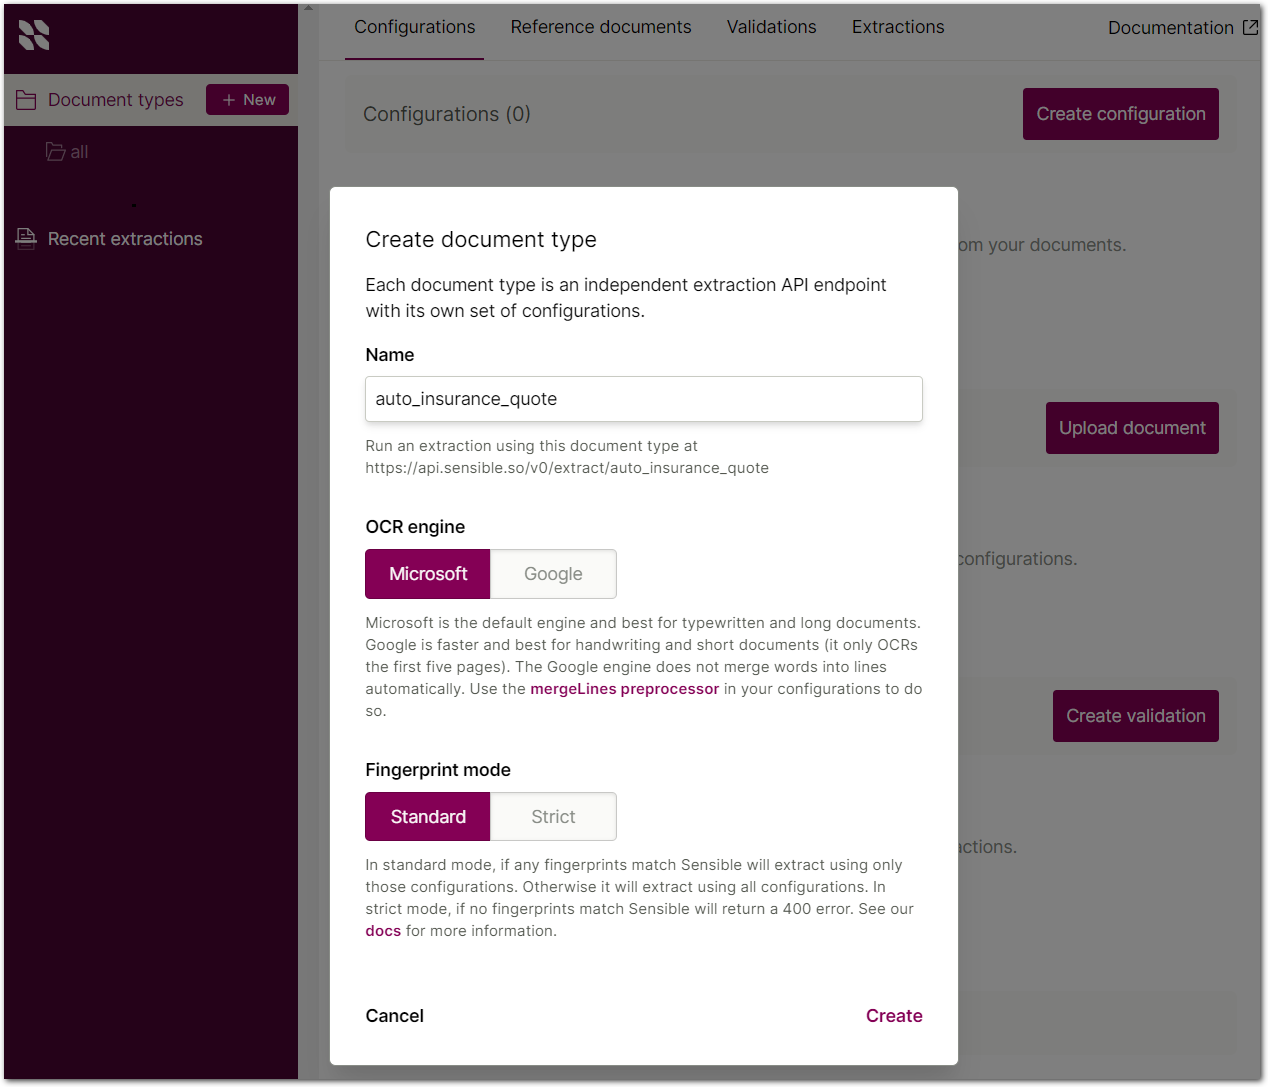 Configurations Reference documents Validations Extractions Documentation
Document types + New
all
Recent extractions
Configurations (0) Create configuration
om your documents.
Upload document
configurations.
Create validation
actions.
Create document type
Each document type is an independent extraction API endpoint
with its own set of configurations.
Name
auto_insurance_quote
Run an extraction using this document type at
https://api.sensible.so/v0/extract/auto_insurance_quote
OCR engine
Microsoft Google
Microsoft is the default engine and best for typewritten and long documents.
Google is faster and best for handwriting and short documents (it only OCRs
the first five pages). The Google engine does not merge words into lines
automatically. Use the mergeLines preprocessor in your configurations to do
so.
Fingerprint mode
Standard Strict
In standard mode, if any fingerprints match Sensible will extract using only
those configurations. Otherwise it will extract using all configurations. In
strict mode, if no fingerprints match Sensible will return a 400 error. See our
docs for more information.
Cancel Create